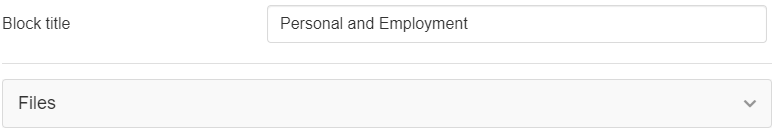 Block title
Personal and Employment
Files